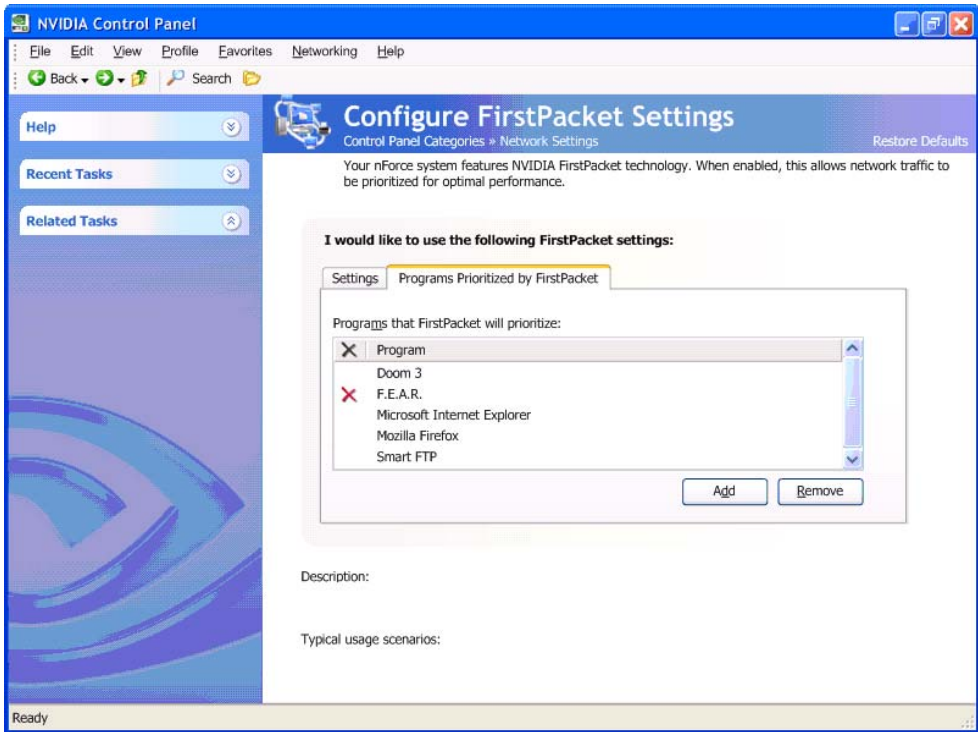 NVIDIA Control Panel
File Edit View Profile Favorites Networking Help
Back Search
Help
Recent Tasks
Related Tasks
Configure FirstPacket Settings
Control Panel Categories » Network Settings
Restore Defaults
Your nForce system features NVIDIA FirstPacket technology. When enabled, this allows network traffic to
be prioritized for optimal performance.
I would like to use the following FirstPacket settings:
Settings Programs Prioritized by FirstPacket
Programs that FirstPacket will prioritize:
Program
Doom 3
F.E.A.R.
Microsoft Internet Explorer
Mozilla Firefox
Smart FTP
Add Remove
Description:
Typical usage scenarios:
Ready